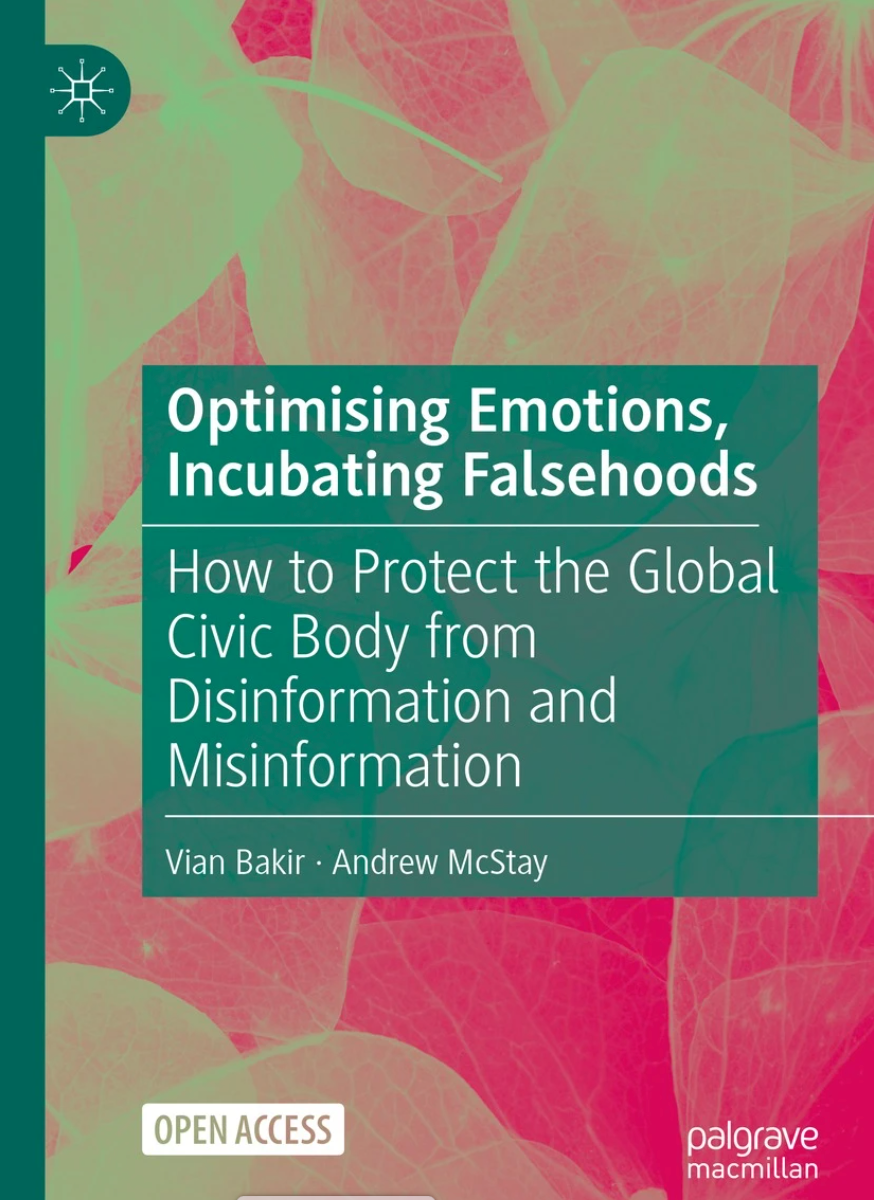 Optimising Emotions,
Incubating Falsehoods
How to Protect the Global
Civic Body from
Disinformation and
Misinformation
Vian Bakir · Andrew McStay
OPEN ACCESS
palgrave
macmillan